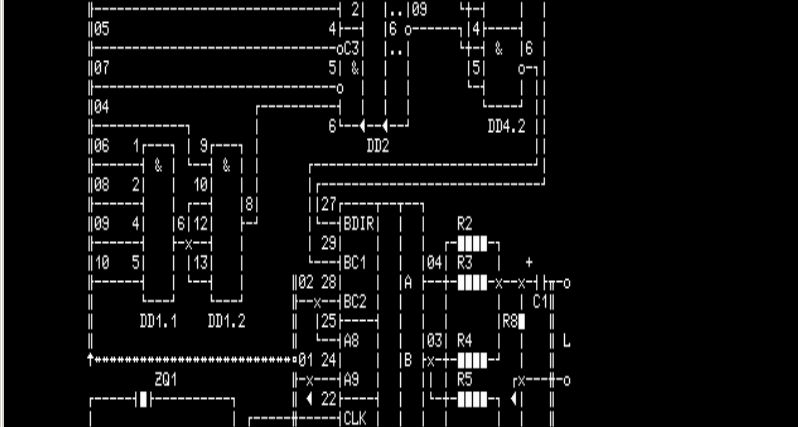 2 09
05 4 6 4
C3 & 6
07 5 & 5
04
6 DD4.2
06 1 9 DD2
& &
08 2 10
8 27
09 4 6 12 BDIR R2
29
10 5 13 BC1 04 R3 +
02 28 A
BC2 C1
DD1.1 DD1.2 25 R8
A8 03 R4 L
01 24 B
ZQ1 A9 R5
22
CLK